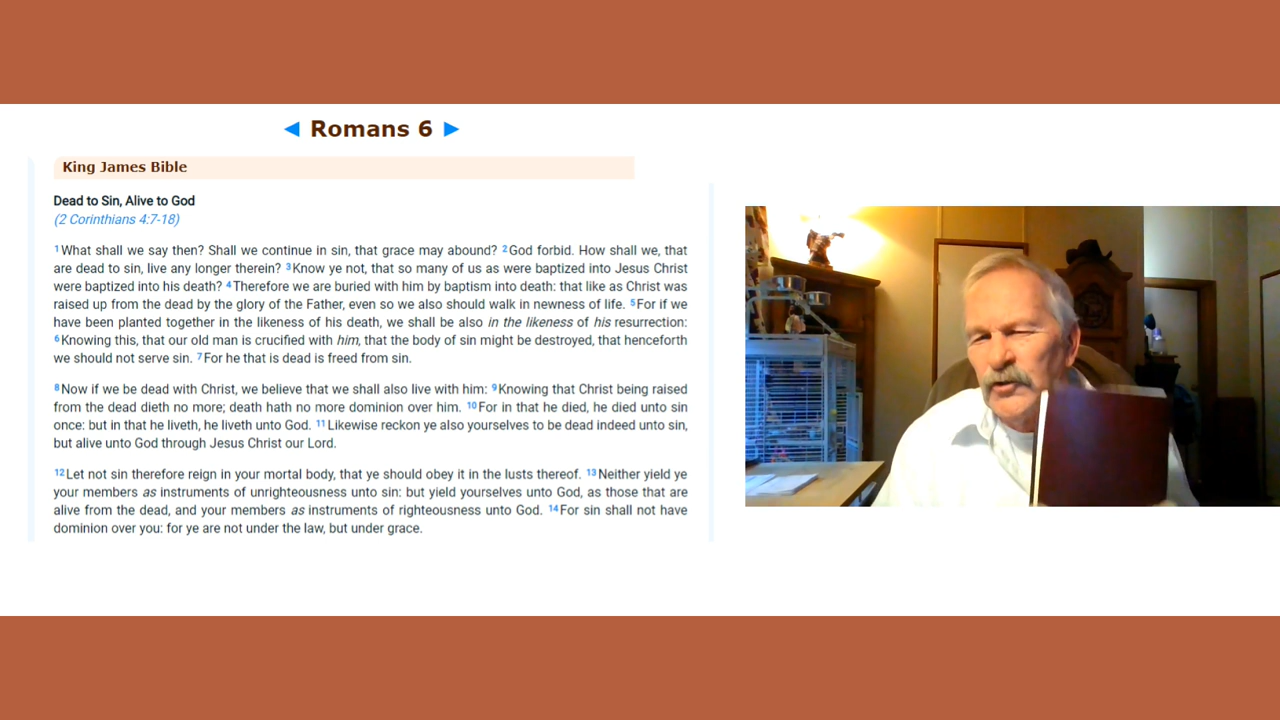 ◄ Romans 6 ►
King James Bible
Dead to Sin, Alive to God
(2 Corinthians 4:7-18)
1What shall we say then? Shall we continue in sin, that grace may abound? 2God forbid. How shall we, that
are dead to sin, live any longer therein? 3Know ye not, that so many of us as were baptized into Jesus Christ
were baptized into his death? 4Therefore we are buried with him by baptism into death: that like as Christ was
raised up from the dead by the glory of the Father, even so we also should walk in newness of life. 5For if we
have been planted together in the likeness of his death, we shall be also in the likeness of his resurrection:
6Knowing this, that our old man is crucified with him, that the body of sin might be destroyed, that henceforth
we should not serve sin. 7For he that is dead is freed from sin.
8Now if we be dead with Christ, we believe that we shall also live with him: 9Knowing that Christ being raised
from the dead dieth no more; death hath no more dominion over him. 10For in that he died, he died unto sin
once: but in that he liveth, he liveth unto God. 11Likewise reckon ye also yourselves to be dead indeed unto sin,
but alive unto God through Jesus Christ our Lord.
12Let not sin therefore reign in your mortal body, that ye should obey it in the lusts thereof. 13Neither yield ye
your members as instruments of unrighteousness unto sin: but yield yourselves unto God, as those that are
alive from the dead, and your members as instruments of righteousness unto God. 14For sin shall not have
dominion over you: for ye are not under the law, but under grace.